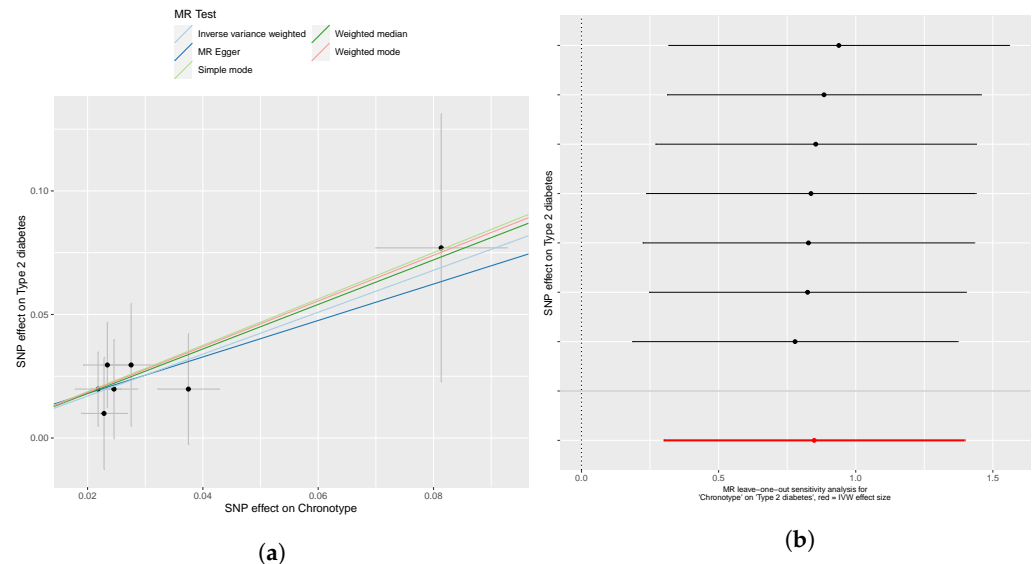 MR Test
Inverse variance weighted
Weighted median
MR Egger
Weighted mode
Simple mode
SNP effect on Type 2 diabetes
0.10
0.05
0.00
0.02
0.04
0.06
0.08
SNP effect on Chronotype
(a)
SNP effect on Type 2 diabetes
0.0
0.5
1.0
1.5
MR leave−one−out sensitivity analysis for
'Chronotype' on 'Type 2 diabetes', red = IVW effect size
(b)